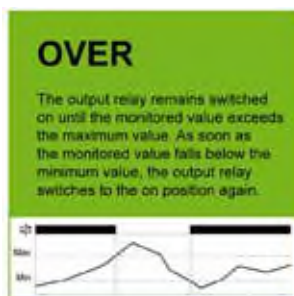 OVER
The output relay remains switched
on until the monitored value exceeds
the maximum value. As soon as
the monitored value falls below the
minimum value, the output relay
switches to the on position again.
Max
Min